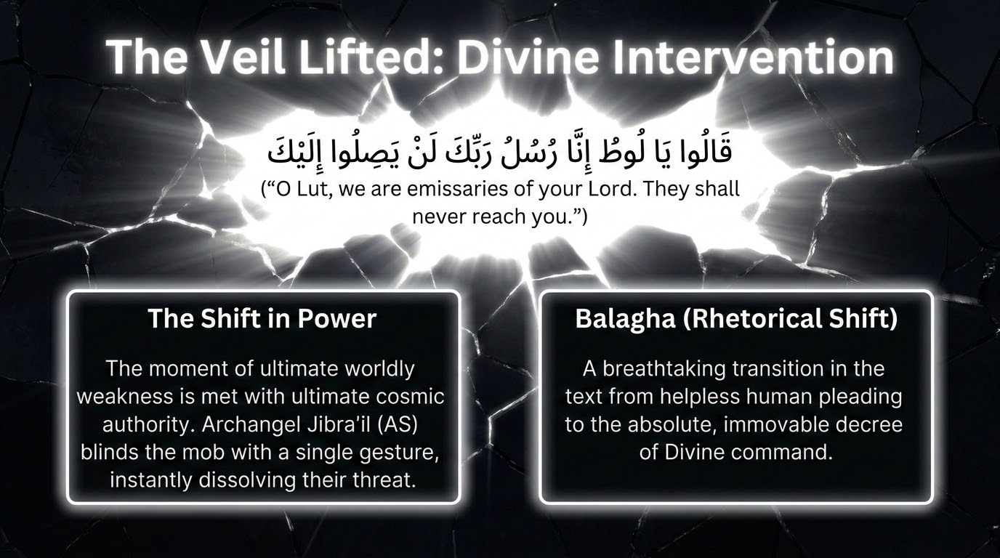 The Veil Lifted: Divine Intervention
قَالُوا يَا لُوطُ إِنَّا رُسُلُ رَبِّكَ لَنْ يَصِلُوا إِلَيْكَ
(“O Lut, we are emissaries of your Lord. They shall
never reach you.”)
The Shift in Power
The moment of ultimate worldly
weakness is met with ultimate cosmic
authority. Archangel Jibra'il (AS)
blinds the mob with a single gesture,
instantly dissolving their threat.
Balagha (Rhetorical Shift)
A breathtaking transition in the
text from helpless human pleading
to the absolute, immovable decree
of Divine command.